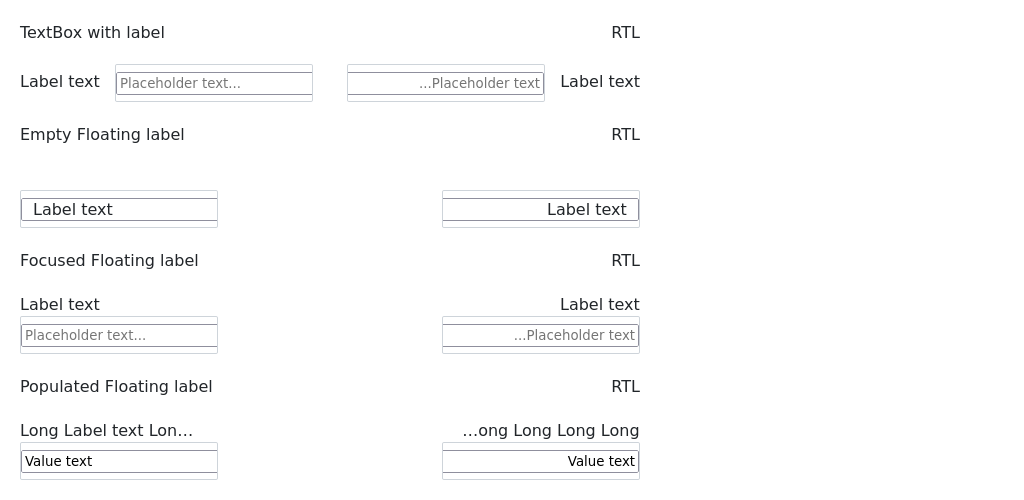 TextBox with label RTL
Label text Placeholder text... ...Placeholder text Label text
Empty Floating label RTL
Label text Label text
Focused Floating label RTL
Label text Label text
Placeholder text... ...Placeholder text
Populated Floating label RTL
Long Label text Lon... ...ong Long Long Long
Value text Value text